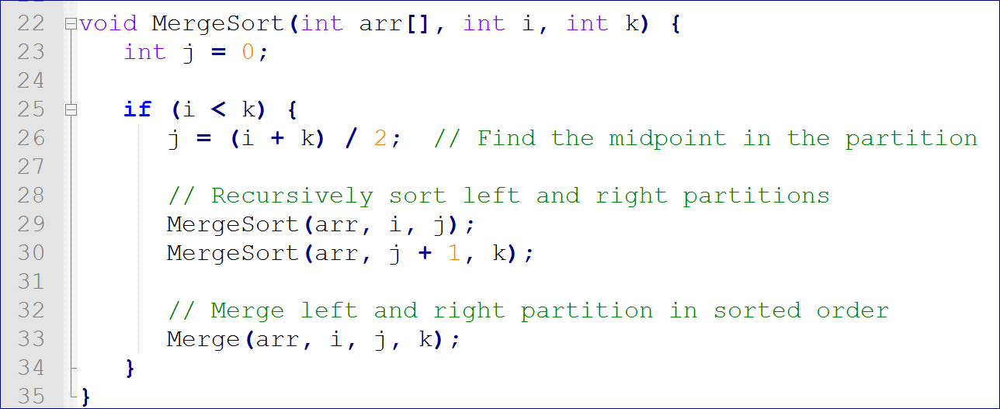 22 void MergeSort(int arr[], int i, int k) {
23    int j = 0;
24
25    if (i < k) {
26       j = (i + k) / 2;  // Find the midpoint in the partition
27
28       // Recursively sort left and right partitions
29       MergeSort(arr, i, j);
30       MergeSort(arr, j + 1, k);
31
32       // Merge left and right partition in sorted order
33       Merge(arr, i, j, k);
34    }
35 }